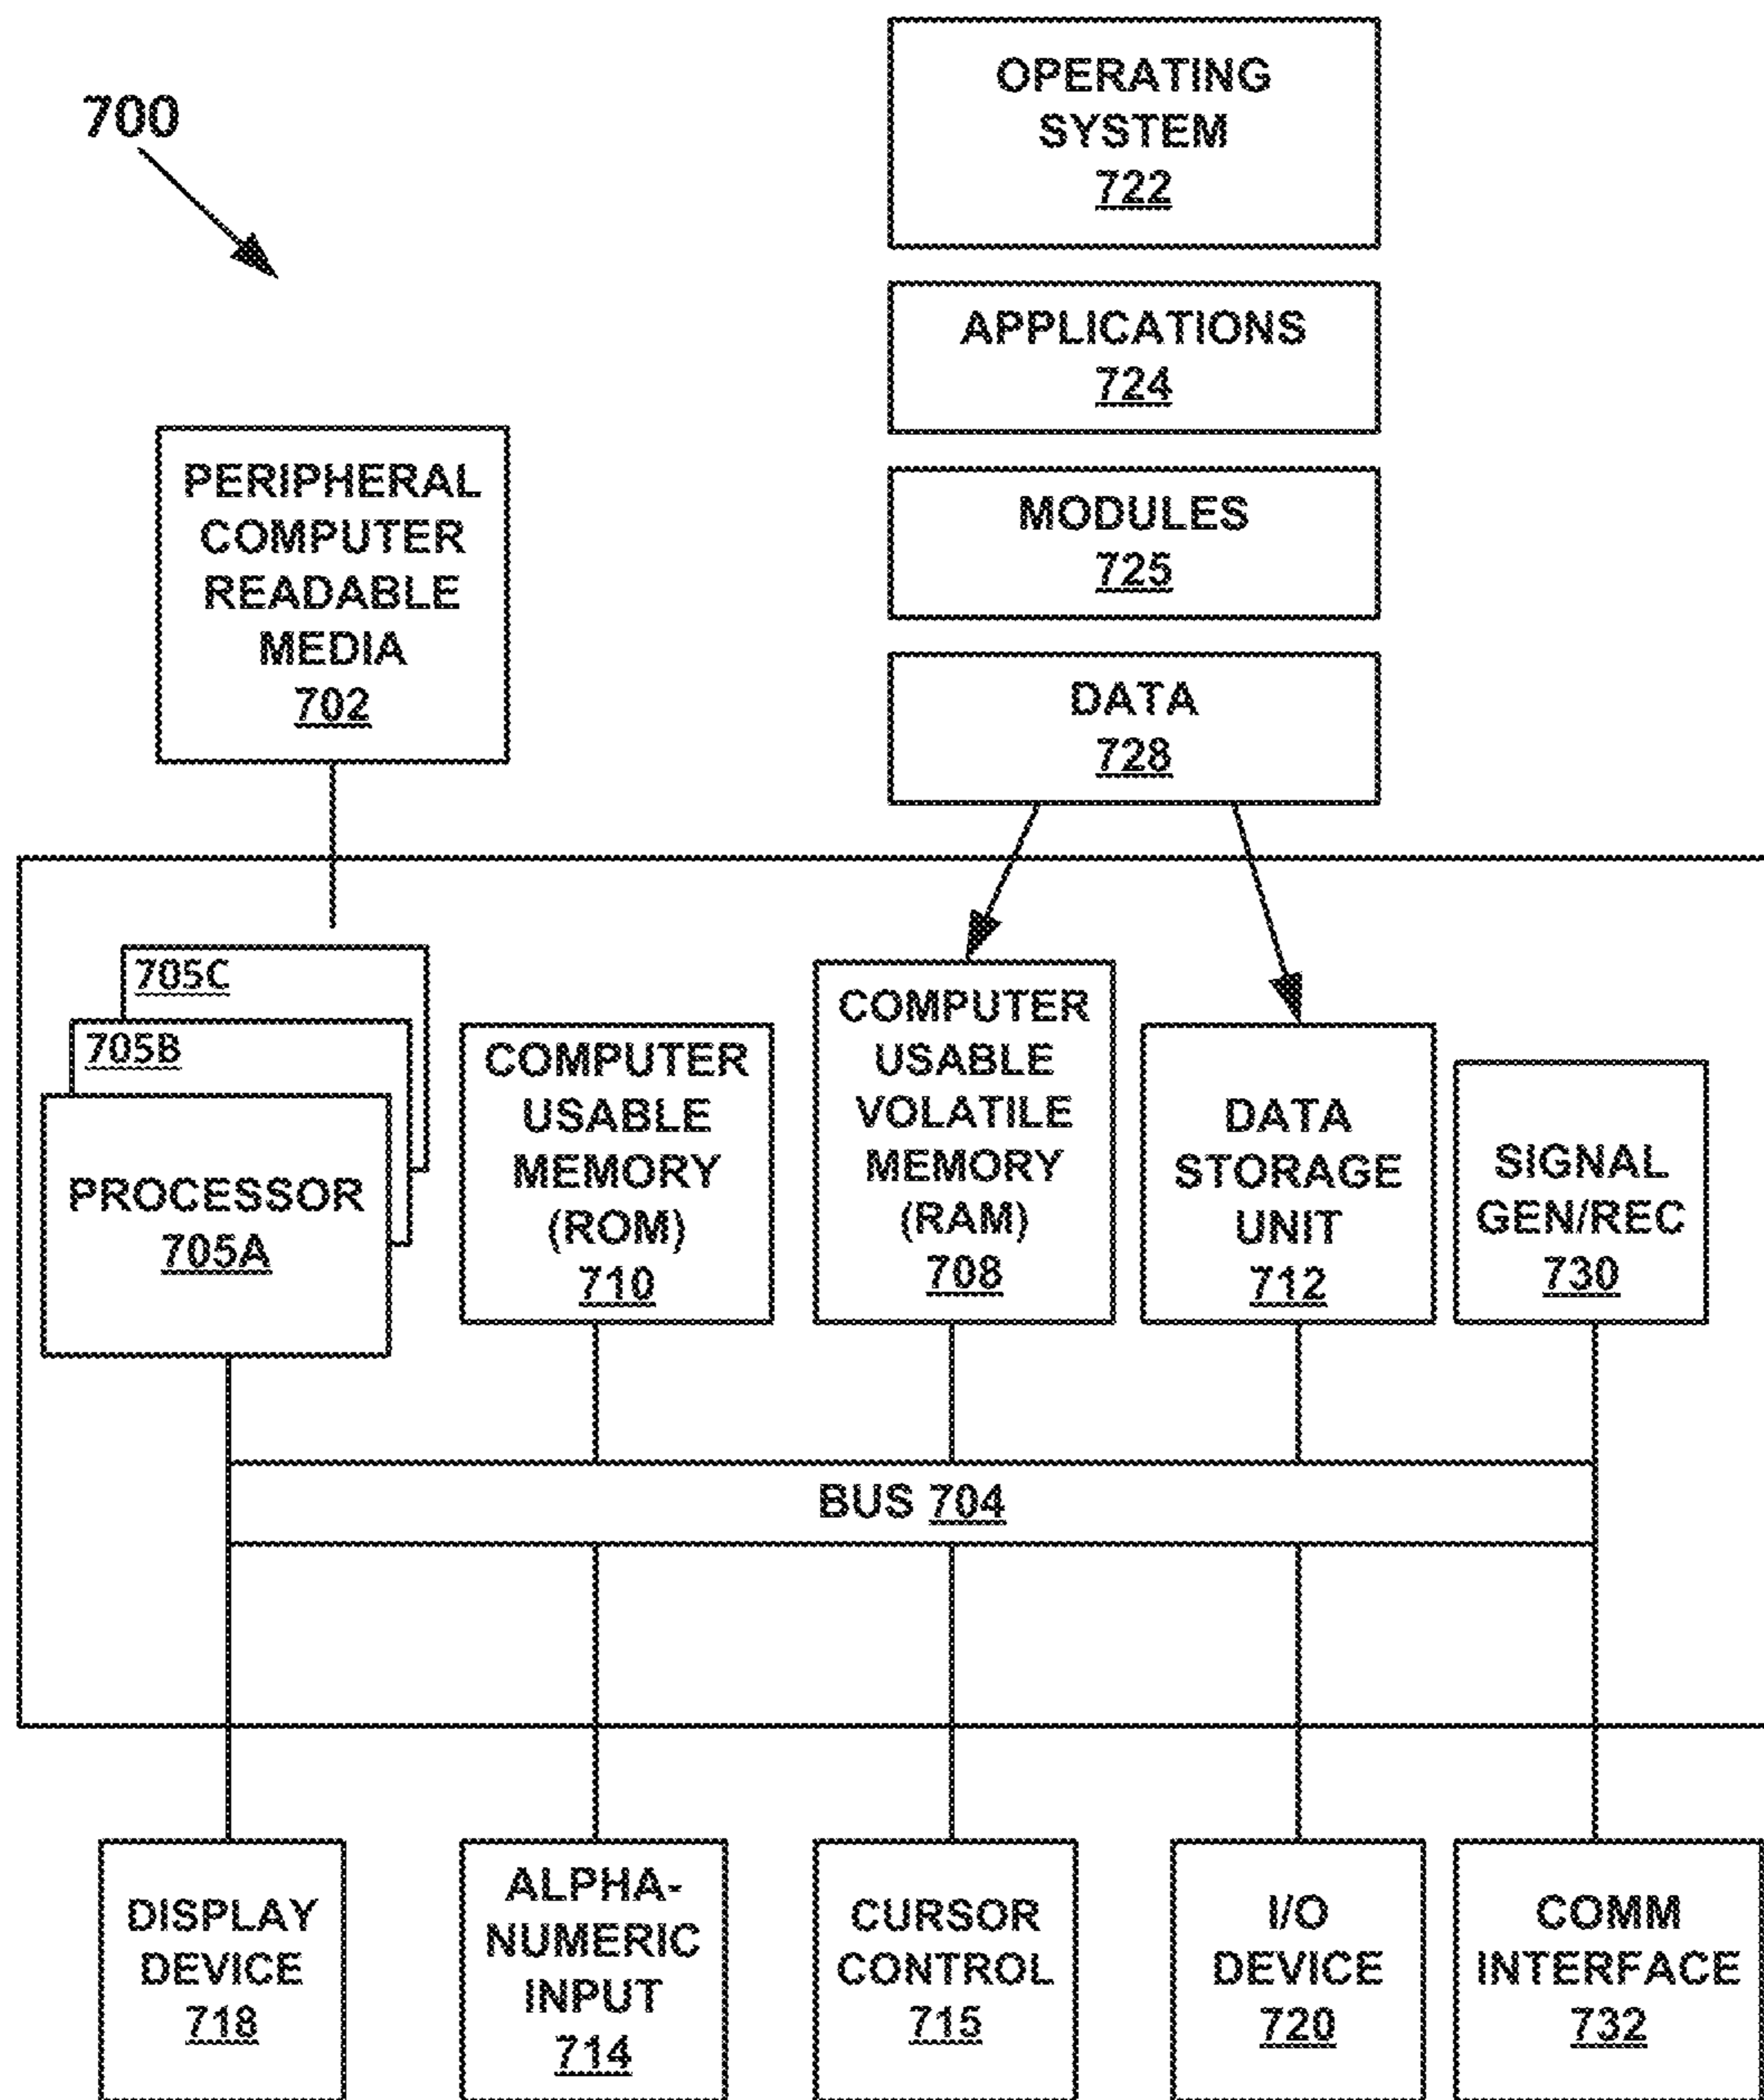 700
OPERATING
SYSTEM
722
APPLICATIONS
724
MODULES
725
DATA
728
PERIPHERAL
COMPUTER
READABLE
MEDIA
702
705C
705B
PROCESSOR
705A
COMPUTER
USABLE
MEMORY
(ROM)
710
COMPUTER
USABLE
VOLATILE
MEMORY
(RAM)
708
DATA
STORAGE
UNIT
712
SIGNAL
GEN/REC
730
BUS 704
DISPLAY
DEVICE
718
ALPHA-
NUMERIC
INPUT
714
CURSOR
CONTROL
715
I/O
DEVICE
720
COMM
INTERFACE
732